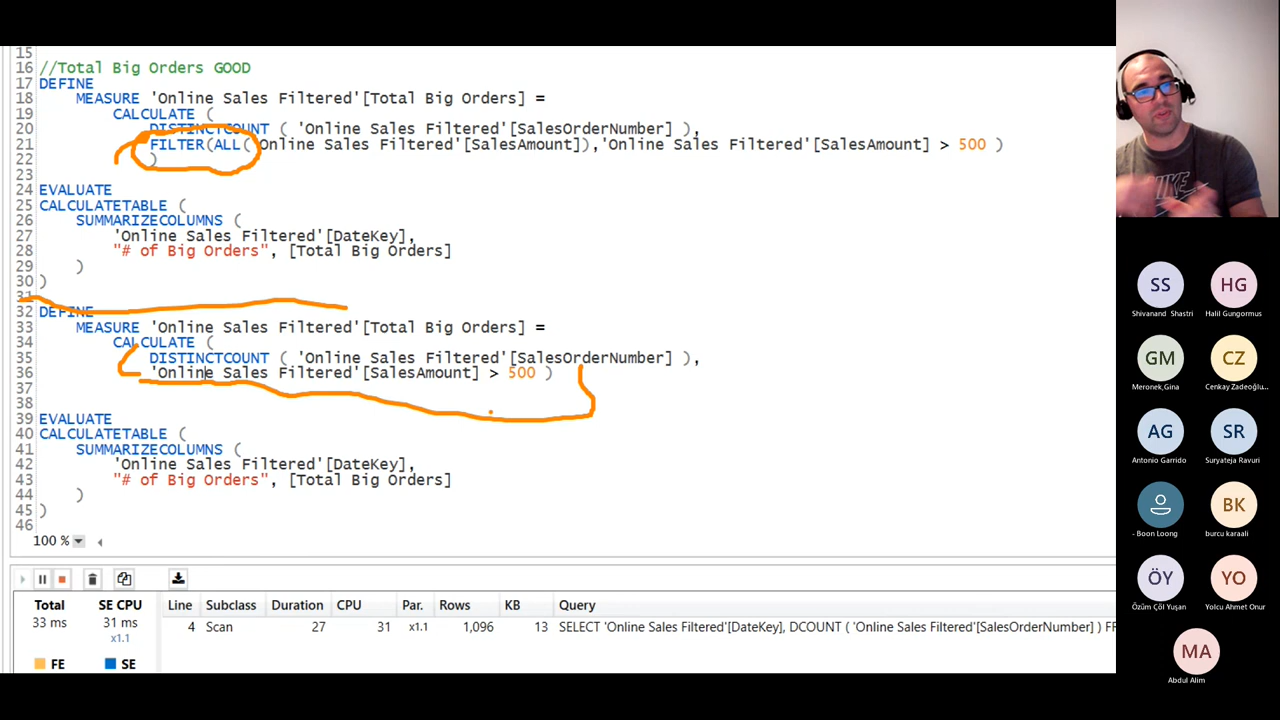 15
16 //Total Big Orders GOOD
17 DEFINE
18 MEASURE 'Online Sales Filtered'[Total Big Orders] =
19 CALCULATE (
20 DISTINCTCOUNT ( 'Online Sales Filtered'[SalesOrderNumber] ),
21 FILTER(ALL( Online Sales Filtered'[SalesAmount]),'Online Sales Filtered'[SalesAmount] > 500 )
22 )
23
24 EVALUATE
25 CALCULATETABLE (
26 SUMMARIZECOLUMNS (
27 'Online Sales Filtered'[DateKey],
28 "# of Big Orders", [Total Big Orders]
29 )
30 )
31
32 DEFINE
33 MEASURE 'Online Sales Filtered'[Total Big Orders] =
34 CALCULATE (
35 DISTINCTCOUNT ( 'Online Sales Filtered'[SalesOrderNumber] ),
36 'Online Sales Filtered'[SalesAmount] > 500 )
37
38
39 EVALUATE
40 CALCULATETABLE (
41 SUMMARIZECOLUMNS (
42 'Online Sales Filtered'[DateKey],
43 "# of Big Orders", [Total Big Orders]
44 )
45 )
46
100 %
Total SE CPU Line Subclass Duration CPU Par. Rows KB Query
33 ms 31 ms 4 Scan 27 31 x1.1 1,096 13 SELECT 'Online Sales Filtered'[DateKey], DCOUNT ( 'Online Sales Filtered'[SalesOrderNumber] ) FR
x1.1
FE SE
NIKE
SS HG
Shivanand Shastri Halil Gungormus
GM CZ
Meronek,Gina Cenkay Zadeoğlu...
AG SR
Antonio Garrido Suryateja Ravuri
BK
- Boon Loong burcu karaali
ÖY YO
Özüm Çöl Yuşan Yolcu Ahmet Onur
MA
Abdul Alim